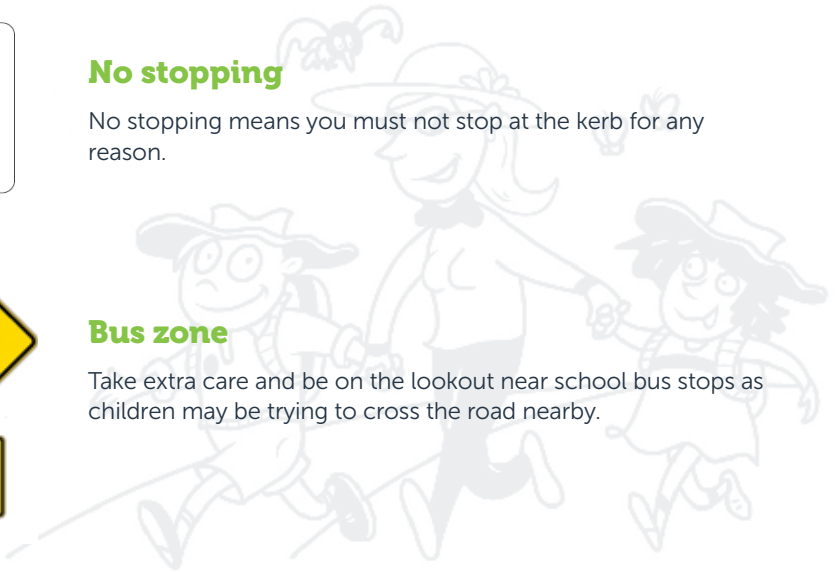 No stopping
No stopping means you must not stop at the kerb for any
reason.
Bus zone
Take extra care and be on the lookout near school bus stops as
children may be trying to cross the road nearby.